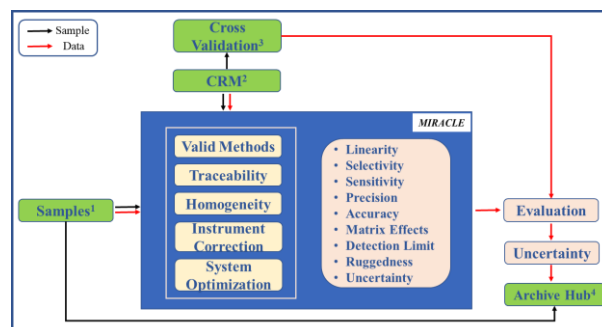 Sample
Data
Cross
Validation³
CRM²
MIRACLE
Valid Methods
Traceability
Homogeneity
Instrument
Correction
System
Optimization
• Linearity
• Selectivity
• Sensitivity
• Precision
• Accuracy
• Matrix Effects
• Detection Limit
• Ruggedness
• Uncertainty
Samples¹
Evaluation
Uncertainty
Archive Hub⁴